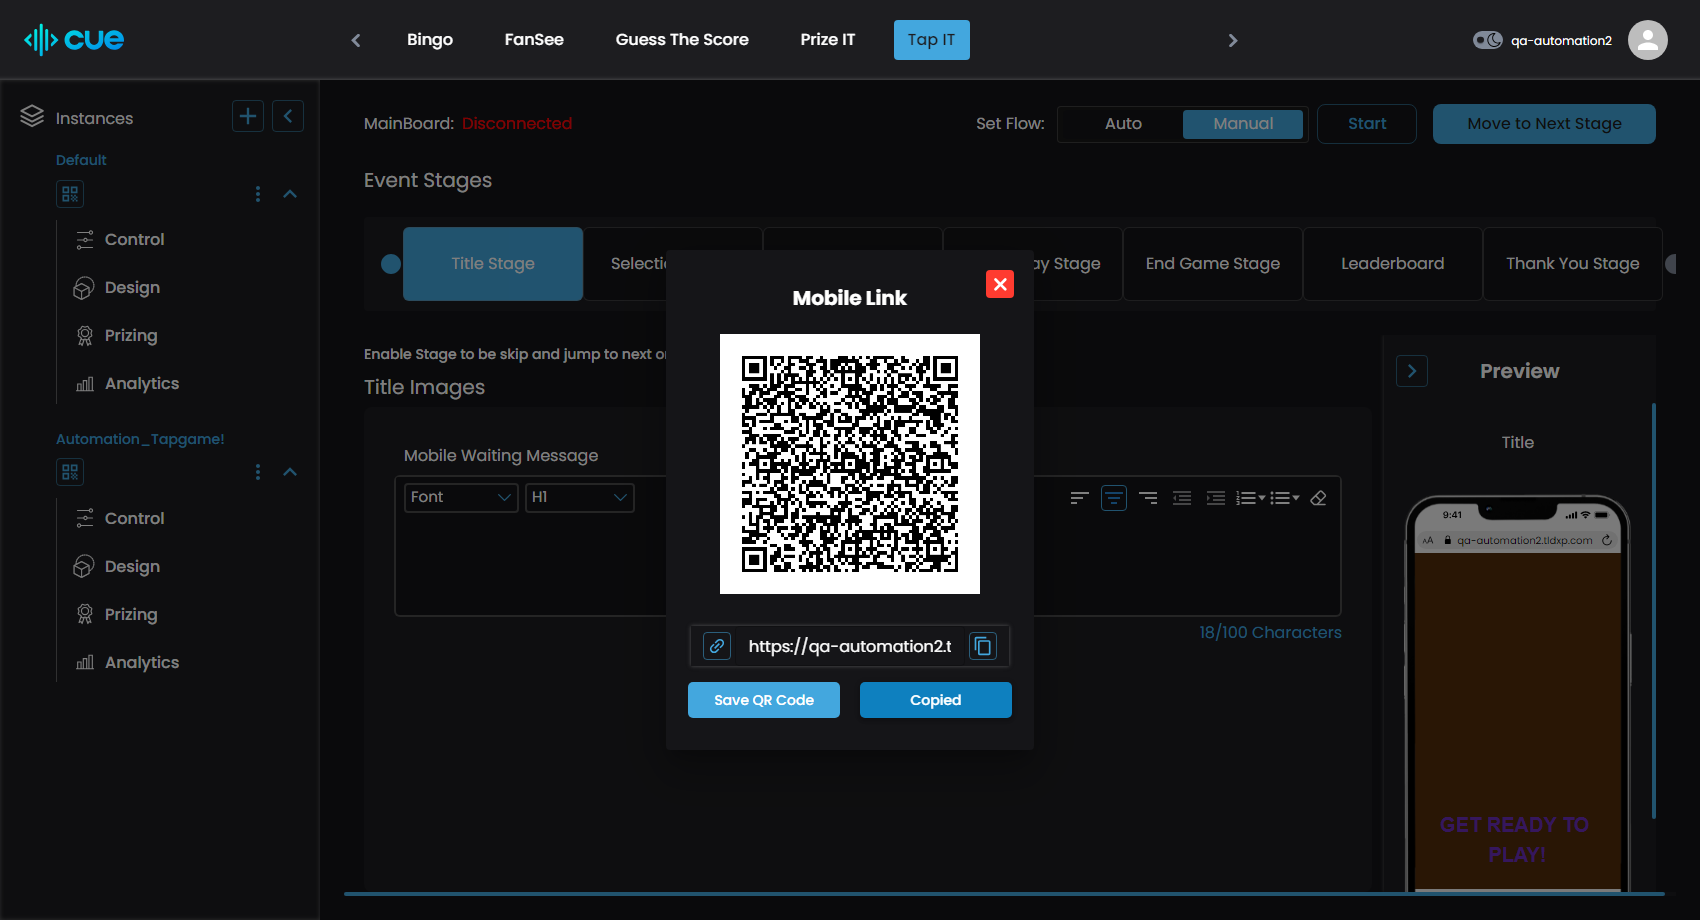 cue
Bingo
FanSee
Guess The Score
Prize IT
Tap IT
qa-automation2
Instances
Default
Control
Design
Prizing
Analytics
Automation_Tapgame!
Control
Design
Prizing
Analytics
MainBoard: Disconnected
Set Flow:
Auto
Manual
Start
Move to Next Stage
Event Stages
Title Stage
Selectio
ay Stage
End Game Stage
Leaderboard
Thank You Stage
Enable Stage to be skip and jump to next o
Title Images
Mobile Waiting Message
Font
H1
18/100 Characters
Mobile Link
https://qa-automation2.t
Save QR Code
Copied
Preview
Title
9:41
AA
qa-automation2.tldxp.com
GET READY TO
PLAY!